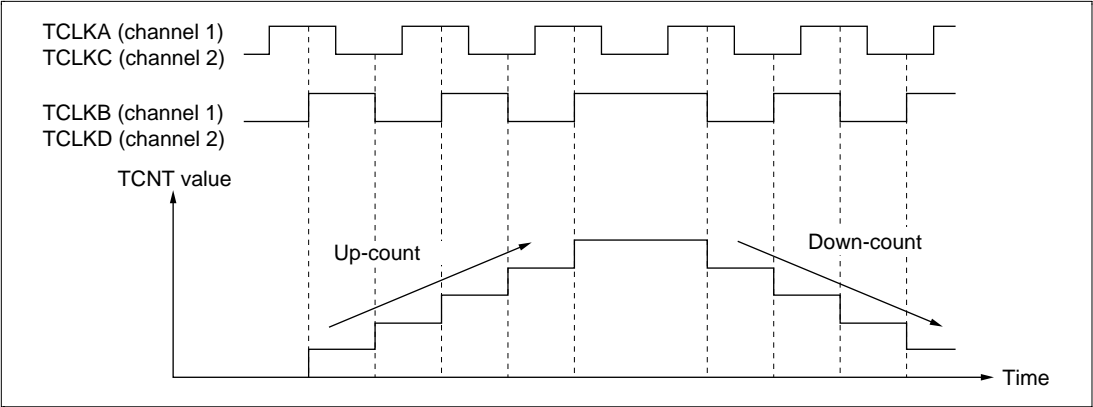 TCLKA (channel 1)
TCLKC (channel 2)
TCLKB (channel 1)
TCLKD (channel 2)
TCNT value
Up-count
Down-count
Time